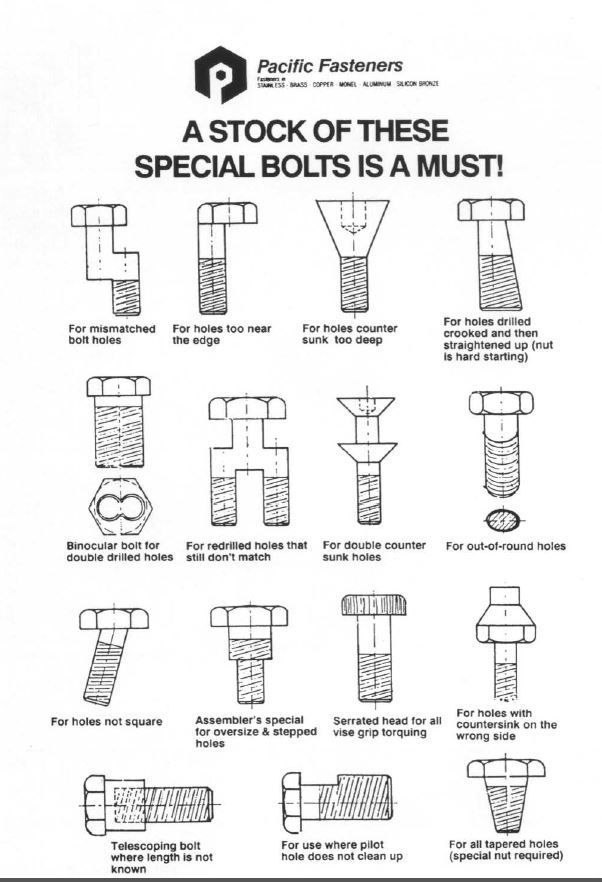 Pacific Fasteners
Fasteners in
STAINLESS · BRASS COPPER · MONEL · ALUMINUM SILICON BRONZE
A STOCK OF THESE
SPECIAL BOLTS IS A MUST!
For mismatched
bolt holes
For holes too near
the edge
For holes counter
sunk too deep
For holes drilled
crooked and then
straightened up (nut
is hard starting)
Binocular bolt for
double drilled holes
For redrilled holes that
still don't match
For double counter
sunk holes
For out-of-round holes
For holes not square
Assembler's special
for oversize & stepped
holes
Serrated head for all
vise grip torquing
For holes with
countersink on the
wrong side
Telescoping bolt
where length is not
known
For use where pilot
hole does not clean up
For all tapered holes
(special nut required)